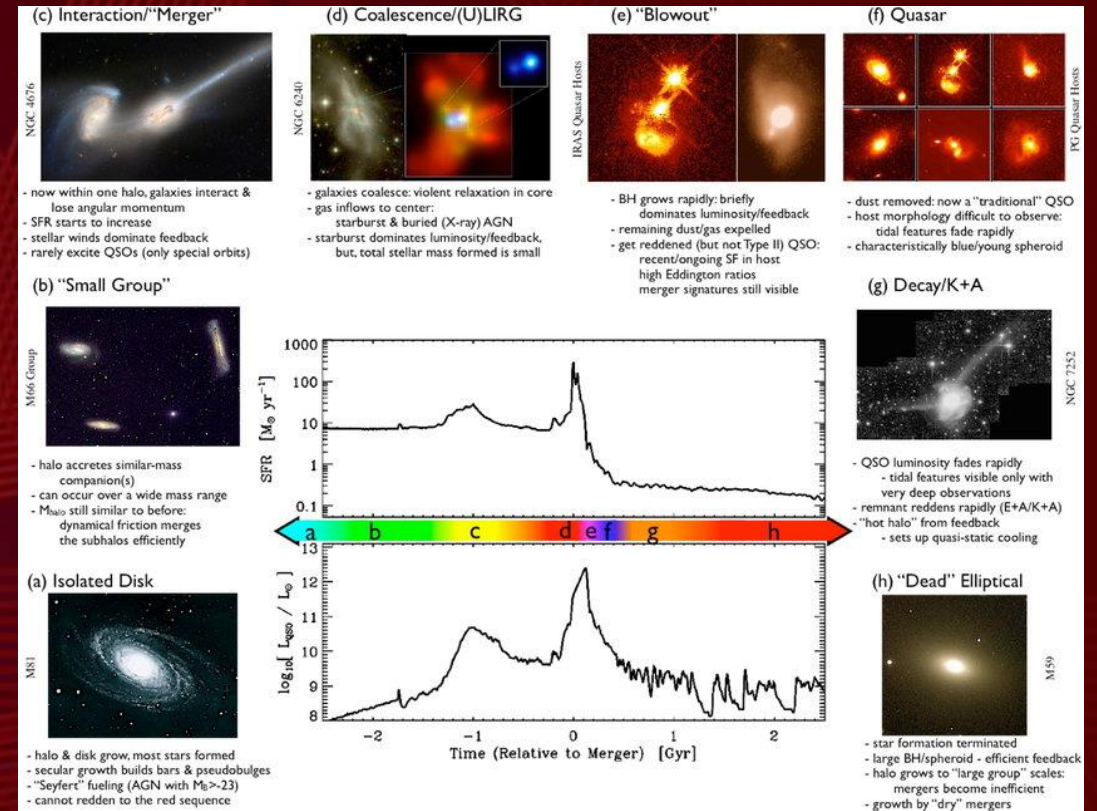 (c) Interaction/"Merger"
NGC 4676
- now within one halo, galaxies interact &
lose angular momentum
- SFR starts to increase
- stellar winds dominate feedback
- rarely excite QSOs (only special orbits)
(d) Coalescence/(U)LIRG
NGC 6240
- galaxies coalesce: violent relaxation in core
- gas inflows to center:
starburst & buried (X-ray) AGN
- starburst dominates luminosity/feedback,
but, total stellar mass formed is small
(e) "Blowout"
IRAS Quasar Hosts
- BH grows rapidly: briefly
dominates luminosity/feedback
- remaining dust/gas expelled
- get reddened (but not Type II) QSO:
recent/ongoing SF in host
high Eddington ratios
merger signatures still visible
(f) Quasar
PG Quasar Hosts
- dust removed: now a "traditional" QSO
- host morphology difficult to observe:
tidal features fade rapidly
- characteristically blue/young spheroid
(b) "Small Group"
M66 Group
- halo accretes similar-mass
companion(s)
- can occur over a wide mass range
- Mhalo still similar to before:
dynamical friction merges
the subhalos efficiently
(a) Isolated Disk
M81
- halo & disk grow, most stars formed
- secular growth builds bars & pseudobulges
- "Seyfert" fueling (AGN with MB>-23)
- cannot redden to the red sequence
SFR [M⊙ yr⁻¹]
1000
100
10
1
0.1
a b c d e f g h
log₁₀[ LQSO / L⊙ ]
13
12
11
10
9
8
-2 -1 0 1 2
Time (Relative to Merger) [Gyr]
(g) Decay/K+A
NGC 7252
- QSO luminosity fades rapidly
- tidal features visible only with
very deep observations
- remnant reddens rapidly (E+A/K+A)
- "hot halo" from feedback
- sets up quasi-static cooling
(h) "Dead" Elliptical
M59
- star formation terminated
- large BH/spheroid - efficient feedback
- halo grows to "large group" scales:
mergers become inefficient
- growth by "dry" mergers